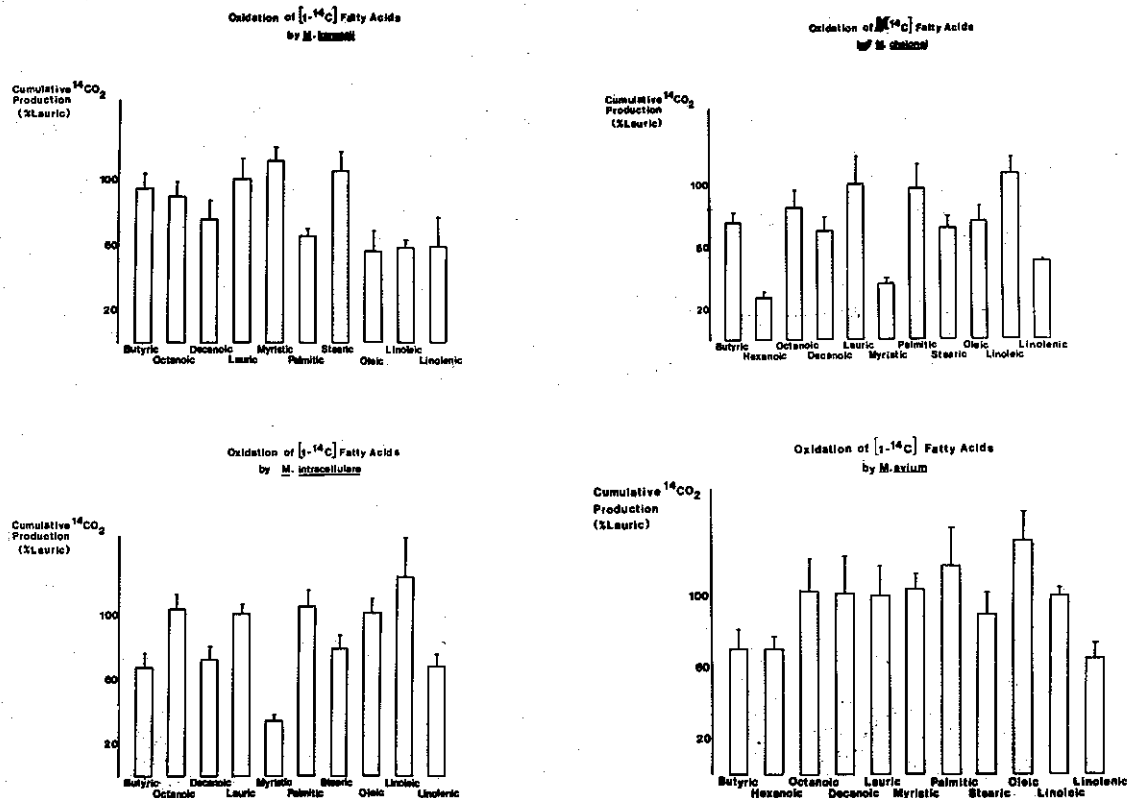 Oxidation of [1-¹⁴C] Fatty Acids
by M. kansasii
Cumulative ¹⁴CO₂
Production
(%Lauric)
100
60
20
Butyric
Octanoic
Decanoic
Lauric
Myristic
Palmitic
Stearic
Oleic
Linoleic
Linolenic
Oxidation of [¹⁴C] Fatty Acids
M. chelonei
Cumulative ¹⁴CO₂
Production
(%Lauric)
100
60
20
Butyric
Hexanoic
Octanoic
Decanoic
Lauric
Myristic
Palmitic
Stearic
Oleic
Linoleic
Linolenic
Oxidation of [1-¹⁴C] Fatty Acids
by M. intracellulare
Cumulative ¹⁴CO₂
Production
(%Lauric)
100
60
20
Butyric
Octanoic
Decanoic
Lauric
Myristic
Palmitic
Stearic
Oleic
Linoleic
Linolenic
Oxidation of [1-¹⁴C] Fatty Acids
by M. avium
Cumulative ¹⁴CO₂
Production
(%Lauric)
100
60
20
Butyric
Hexanoic
Octanoic
Decanoic
Lauric
Myristic
Palmitic
Stearic
Oleic
Linoleic
Linolenic